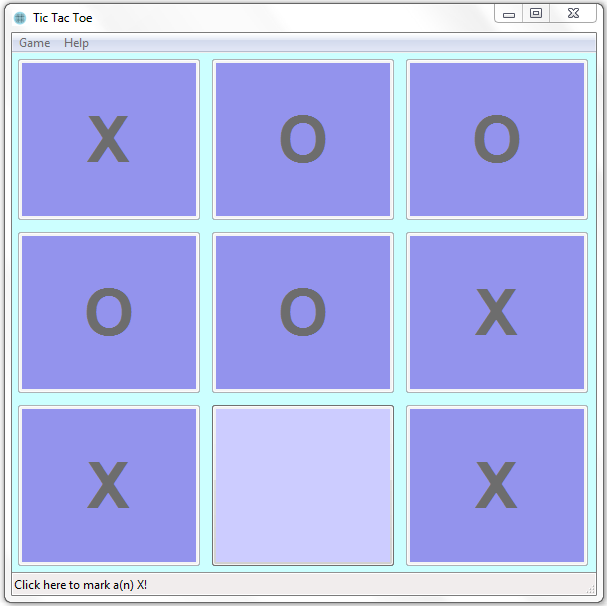 Tic Tac Toe
Game Help
X O O
O O X
X X
Click here to mark a(n) X!